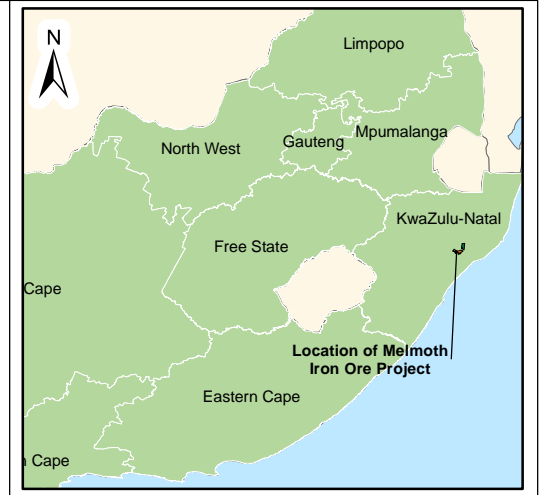 N
Limpopo
Mpumalanga
Gauteng
North West
KwaZulu-Natal
Free State
Cape
Location of Melmoth
Iron Ore Project
Eastern Cape
n Cape